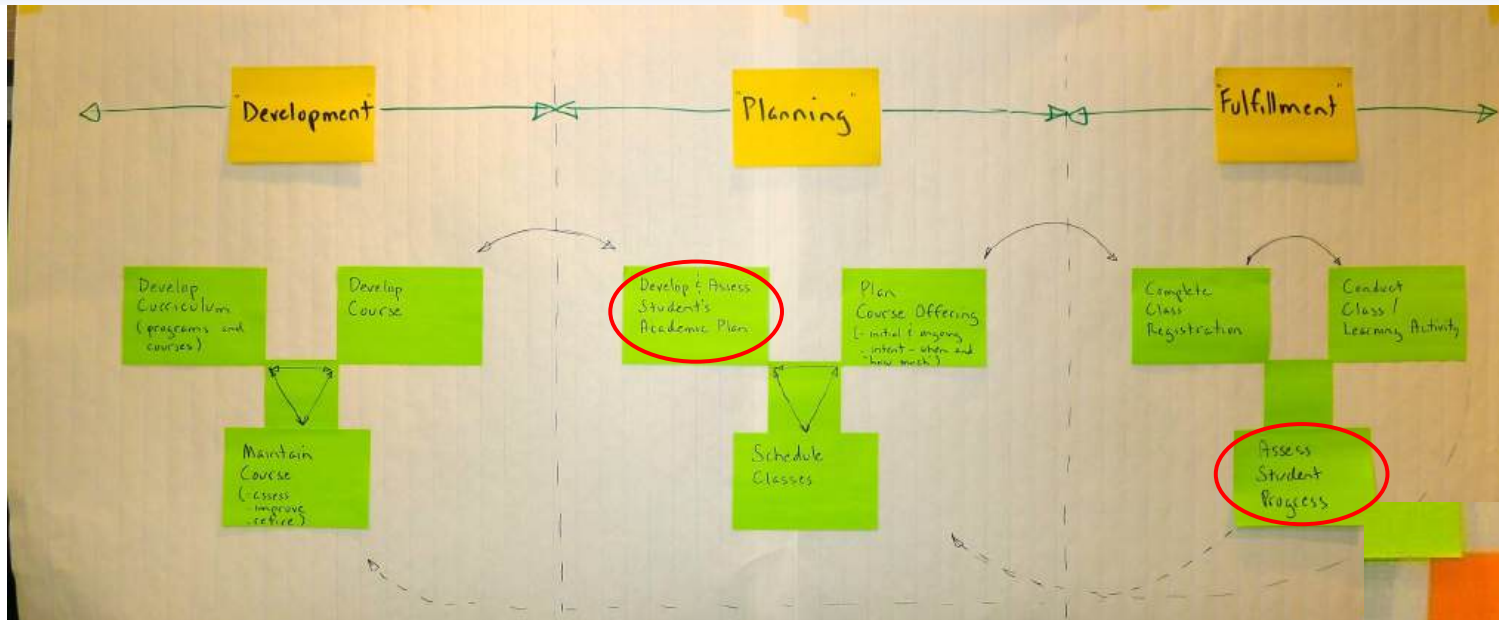 "Development"
"Planning"
"Fulfillment"
Develop
Curriculum
(programs and
courses)
Develop
Course
Maintain
Course
(-assess
-improve
-retire)
Develop & Assess
Student's
Academic Plan
Plan
Course Offering
(-initial & ongoing
-intent - when and
how much)
Schedule
Classes
Complete
Class
Registration
Conduct
Class /
Learning Activity
Assess
Student
Progress